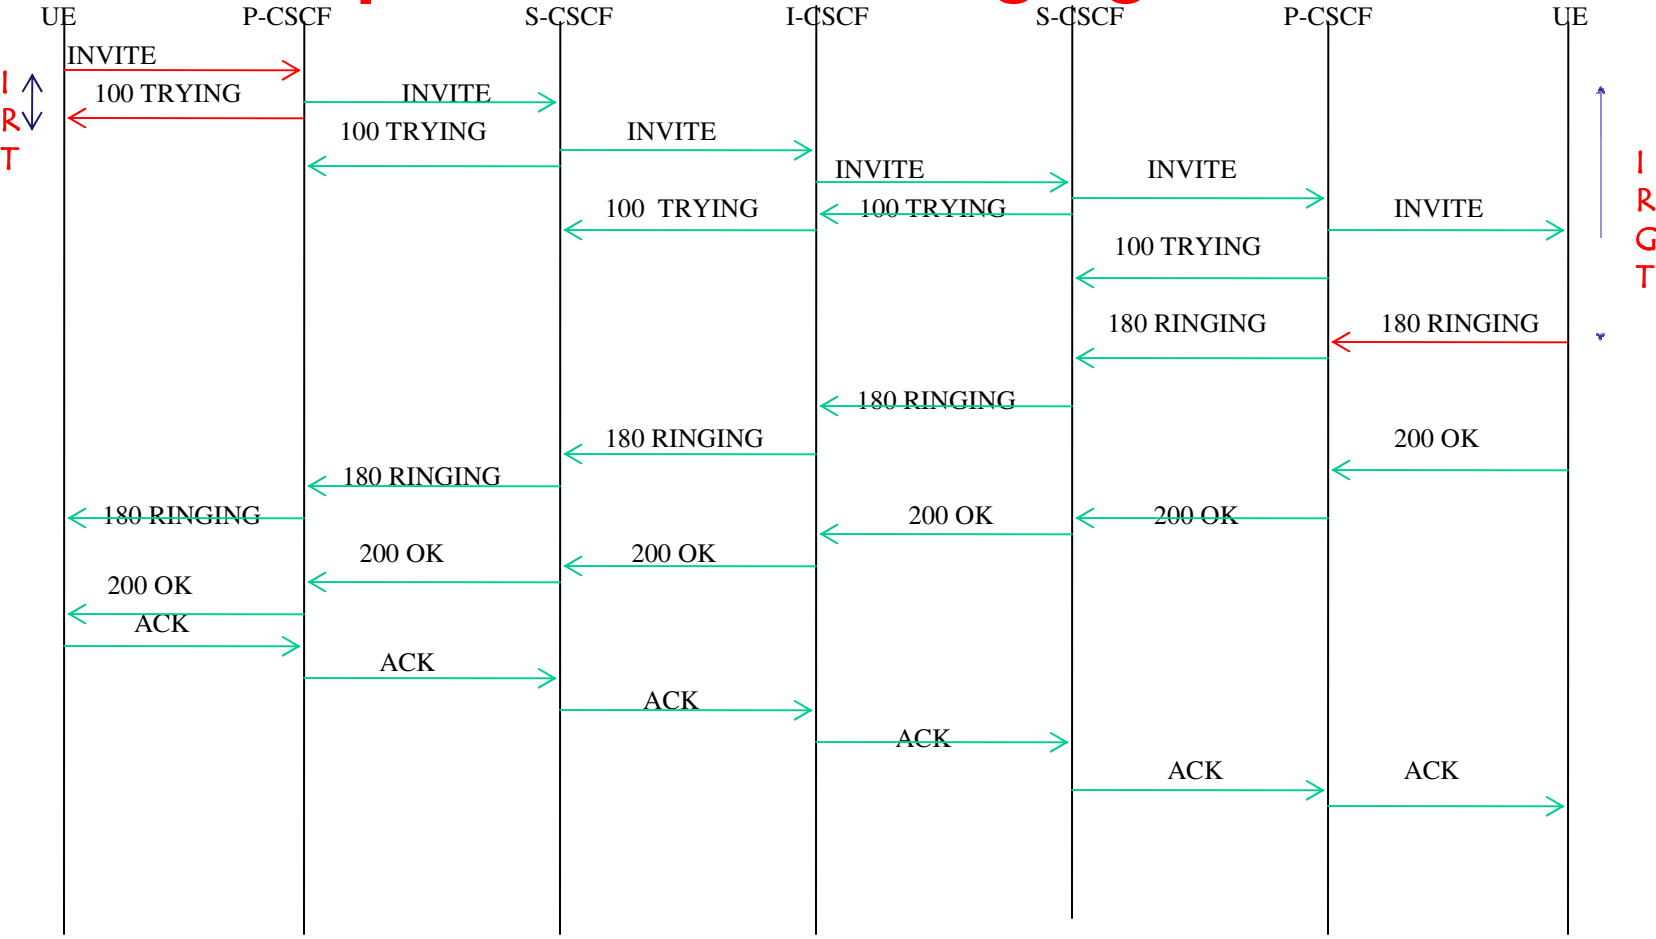 UE P-CSCF S-CSCF I-CSCF S-CSCF P-CSCF UE
INVITE
I
R
T
100 TRYING INVITE
100 TRYING INVITE
INVITE INVITE
100 TRYING 100 TRYING INVITE
I
R
G
T
100 TRYING
180 RINGING 180 RINGING
180 RINGING
180 RINGING 200 OK
180 RINGING
180 RINGING 200 OK 200 OK
200 OK 200 OK
200 OK
ACK
ACK
ACK
ACK
ACK ACK